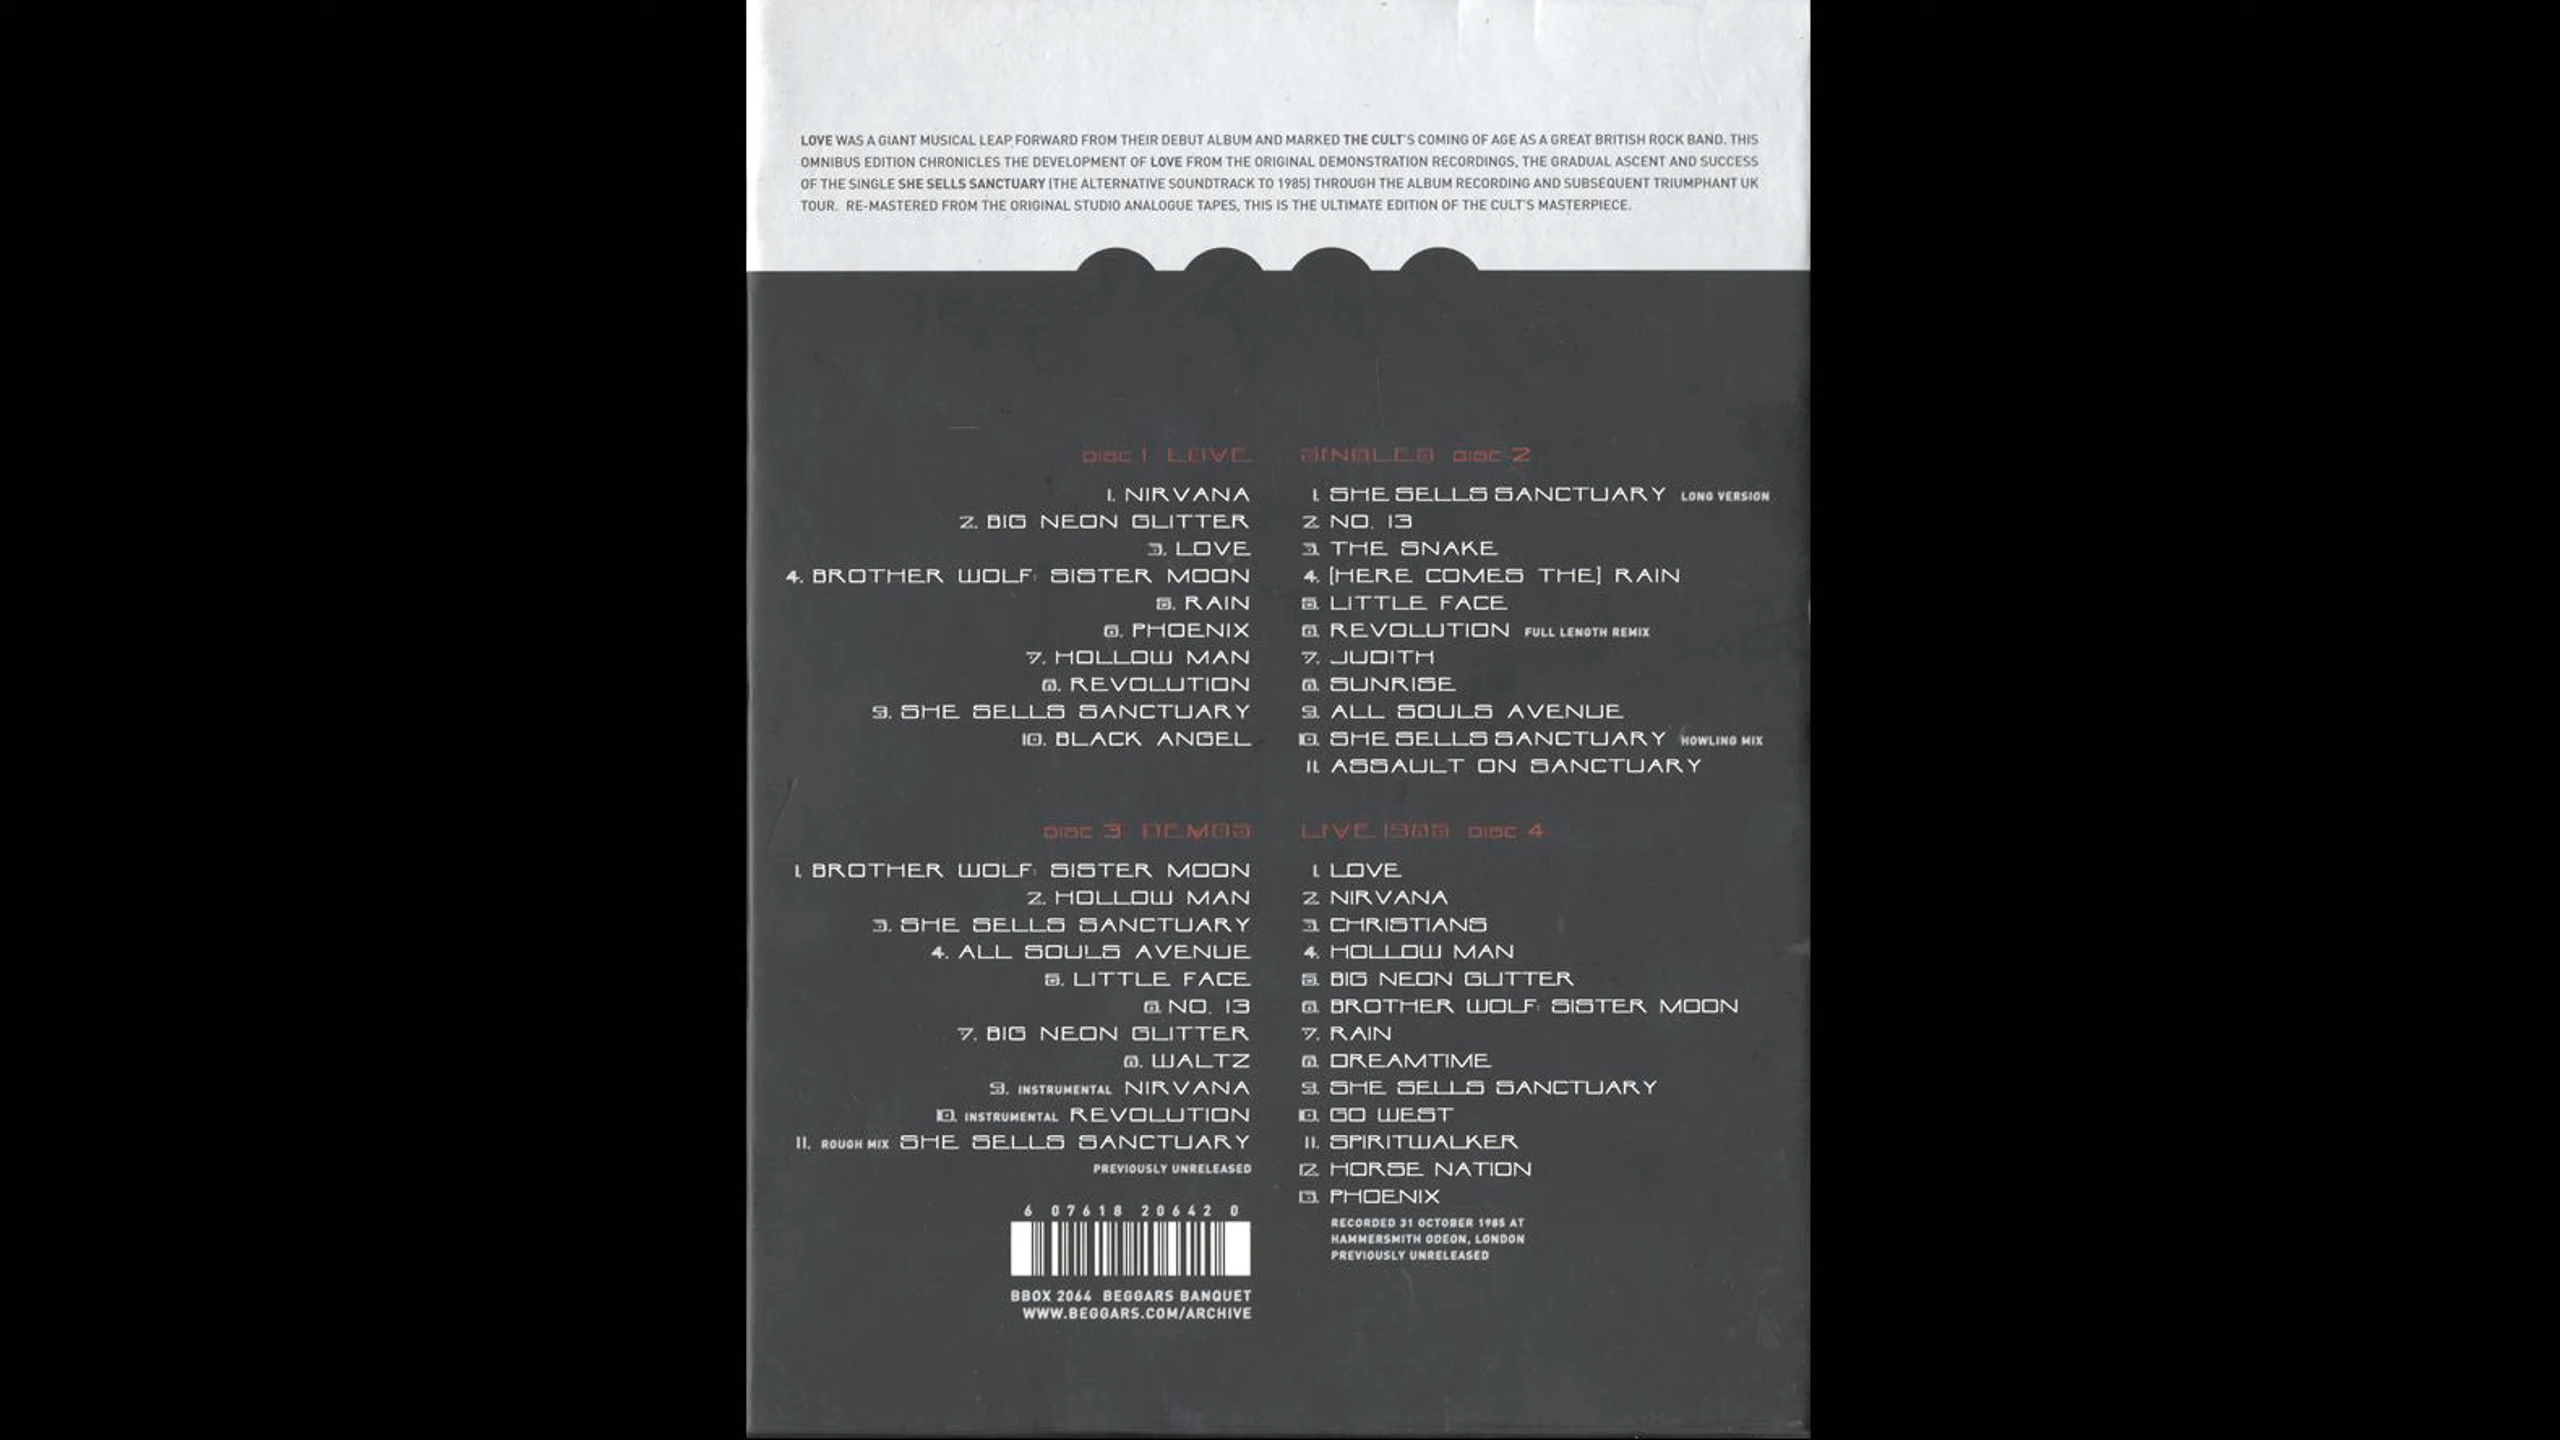 LOVE WAS A GIANT MUSICAL LEAP FORWARD FROM THEIR DEBUT ALBUM AND MARKED THE CULT'S COMING OF AGE AS A GREAT BRITISH ROCK BAND. THIS
OMNIBUS EDITION CHRONICLES THE DEVELOPMENT OF LOVE FROM THE ORIGINAL DEMONSTRATION RECORDINGS, THE GRADUAL ASCENT AND SUCCESS
OF THE SINGLE SHE SELLS SANCTUARY (THE ALTERNATIVE SOUNDTRACK TO 1985) THROUGH THE ALBUM RECORDING AND SUBSEQUENT TRIUMPHANT UK
TOUR. RE-MASTERED FROM THE ORIGINAL STUDIO ANALOGUE TAPES, THIS IS THE ULTIMATE EDITION OF THE CULT'S MASTERPIECE.
DISC 1 LOVE
1. NIRVANA
2. BIG NEON GLITTER
3. LOVE
4. BROTHER WOLF: SISTER MOON
5. RAIN
6. PHOENIX
7. HOLLOW MAN
8. REVOLUTION
9. SHE SELLS SANCTUARY
10. BLACK ANGEL
SINGLES DISC 2
1. SHE SELLS SANCTUARY LONG VERSION
2. NO. 13
3. THE SNAKE
4. [HERE COMES THE] RAIN
5. LITTLE FACE
6. REVOLUTION FULL LENGTH REMIX
7. JUDITH
8. SUNRISE
9. ALL SOULS AVENUE
10. SHE SELLS SANCTUARY HOWLING MIX
11. ASSAULT ON SANCTUARY
DISC 3 DEMOS
1. BROTHER WOLF: SISTER MOON
2. HOLLOW MAN
3. SHE SELLS SANCTUARY
4. ALL SOULS AVENUE
5. LITTLE FACE
6. NO. 13
7. BIG NEON GLITTER
8. WALTZ
9. INSTRUMENTAL NIRVANA
10. INSTRUMENTAL REVOLUTION
11. ROUGH MIX SHE SELLS SANCTUARY
PREVIOUSLY UNRELEASED
LIVE 1985 DISC 4
1. LOVE
2. NIRVANA
3. CHRISTIANS
4. HOLLOW MAN
5. BIG NEON GLITTER
6. BROTHER WOLF: SISTER MOON
7. RAIN
8. DREAMTIME
9. SHE SELLS SANCTUARY
10. GO WEST
11. SPIRITWALKER
12. HORSE NATION
13. PHOENIX
RECORDED 31 OCTOBER 1985 AT
HAMMERSMITH ODEON, LONDON
PREVIOUSLY UNRELEASED
6 07618 20642 0
BBOX 2064 BEGGARS BANQUET
WWW.BEGGARS.COM/ARCHIVE